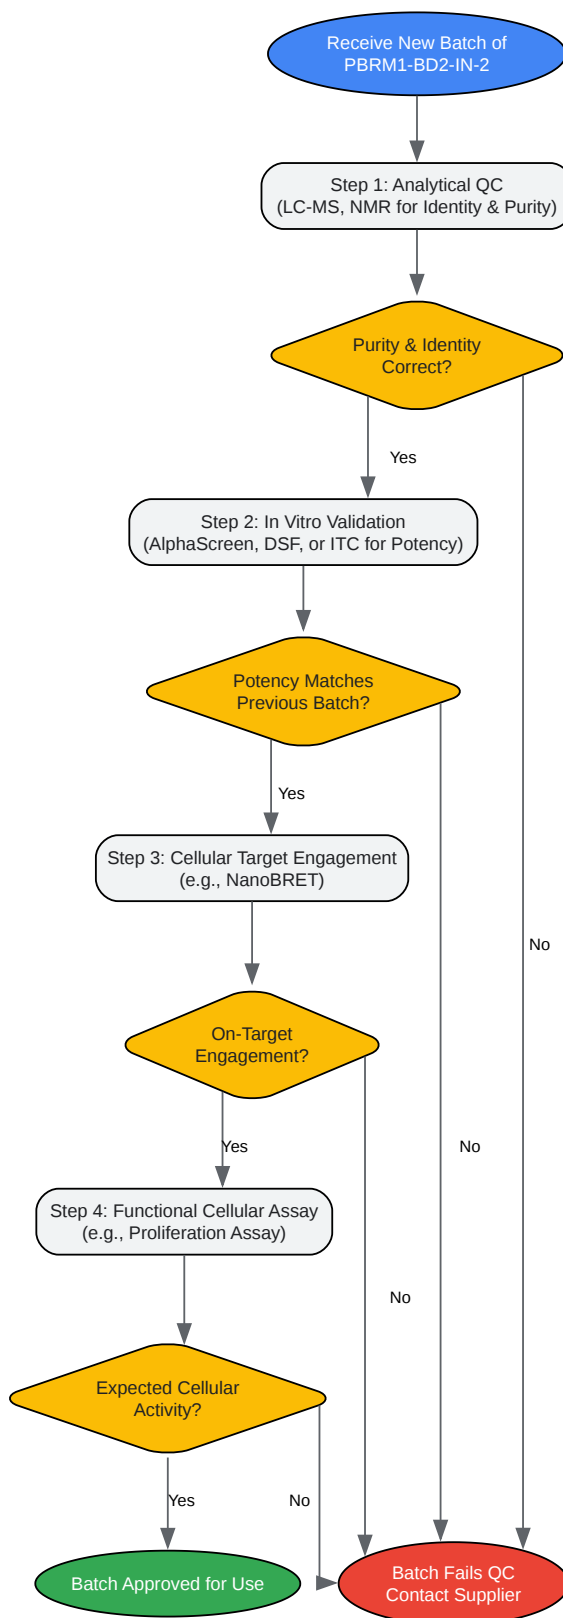 Receive New Batch of
PBRM1-BD2-IN-2
Step 1: Analytical QC
(LC-MS, NMR for Identity & Purity)
Purity & Identity
Correct?
Yes
Step 2: In Vitro Validation
(AlphaScreen, DSF, or ITC for Potency)
Potency Matches
Previous Batch?
Yes
Step 3: Cellular Target Engagement
(e.g., NanoBRET)
No
On-Target
Engagement?
Yes
No
Step 4: Functional Cellular Assay
(e.g., Proliferation Assay)
No
Expected Cellular
Activity?
Yes
No
Batch Approved for Use
Batch Fails QC
Contact Supplier